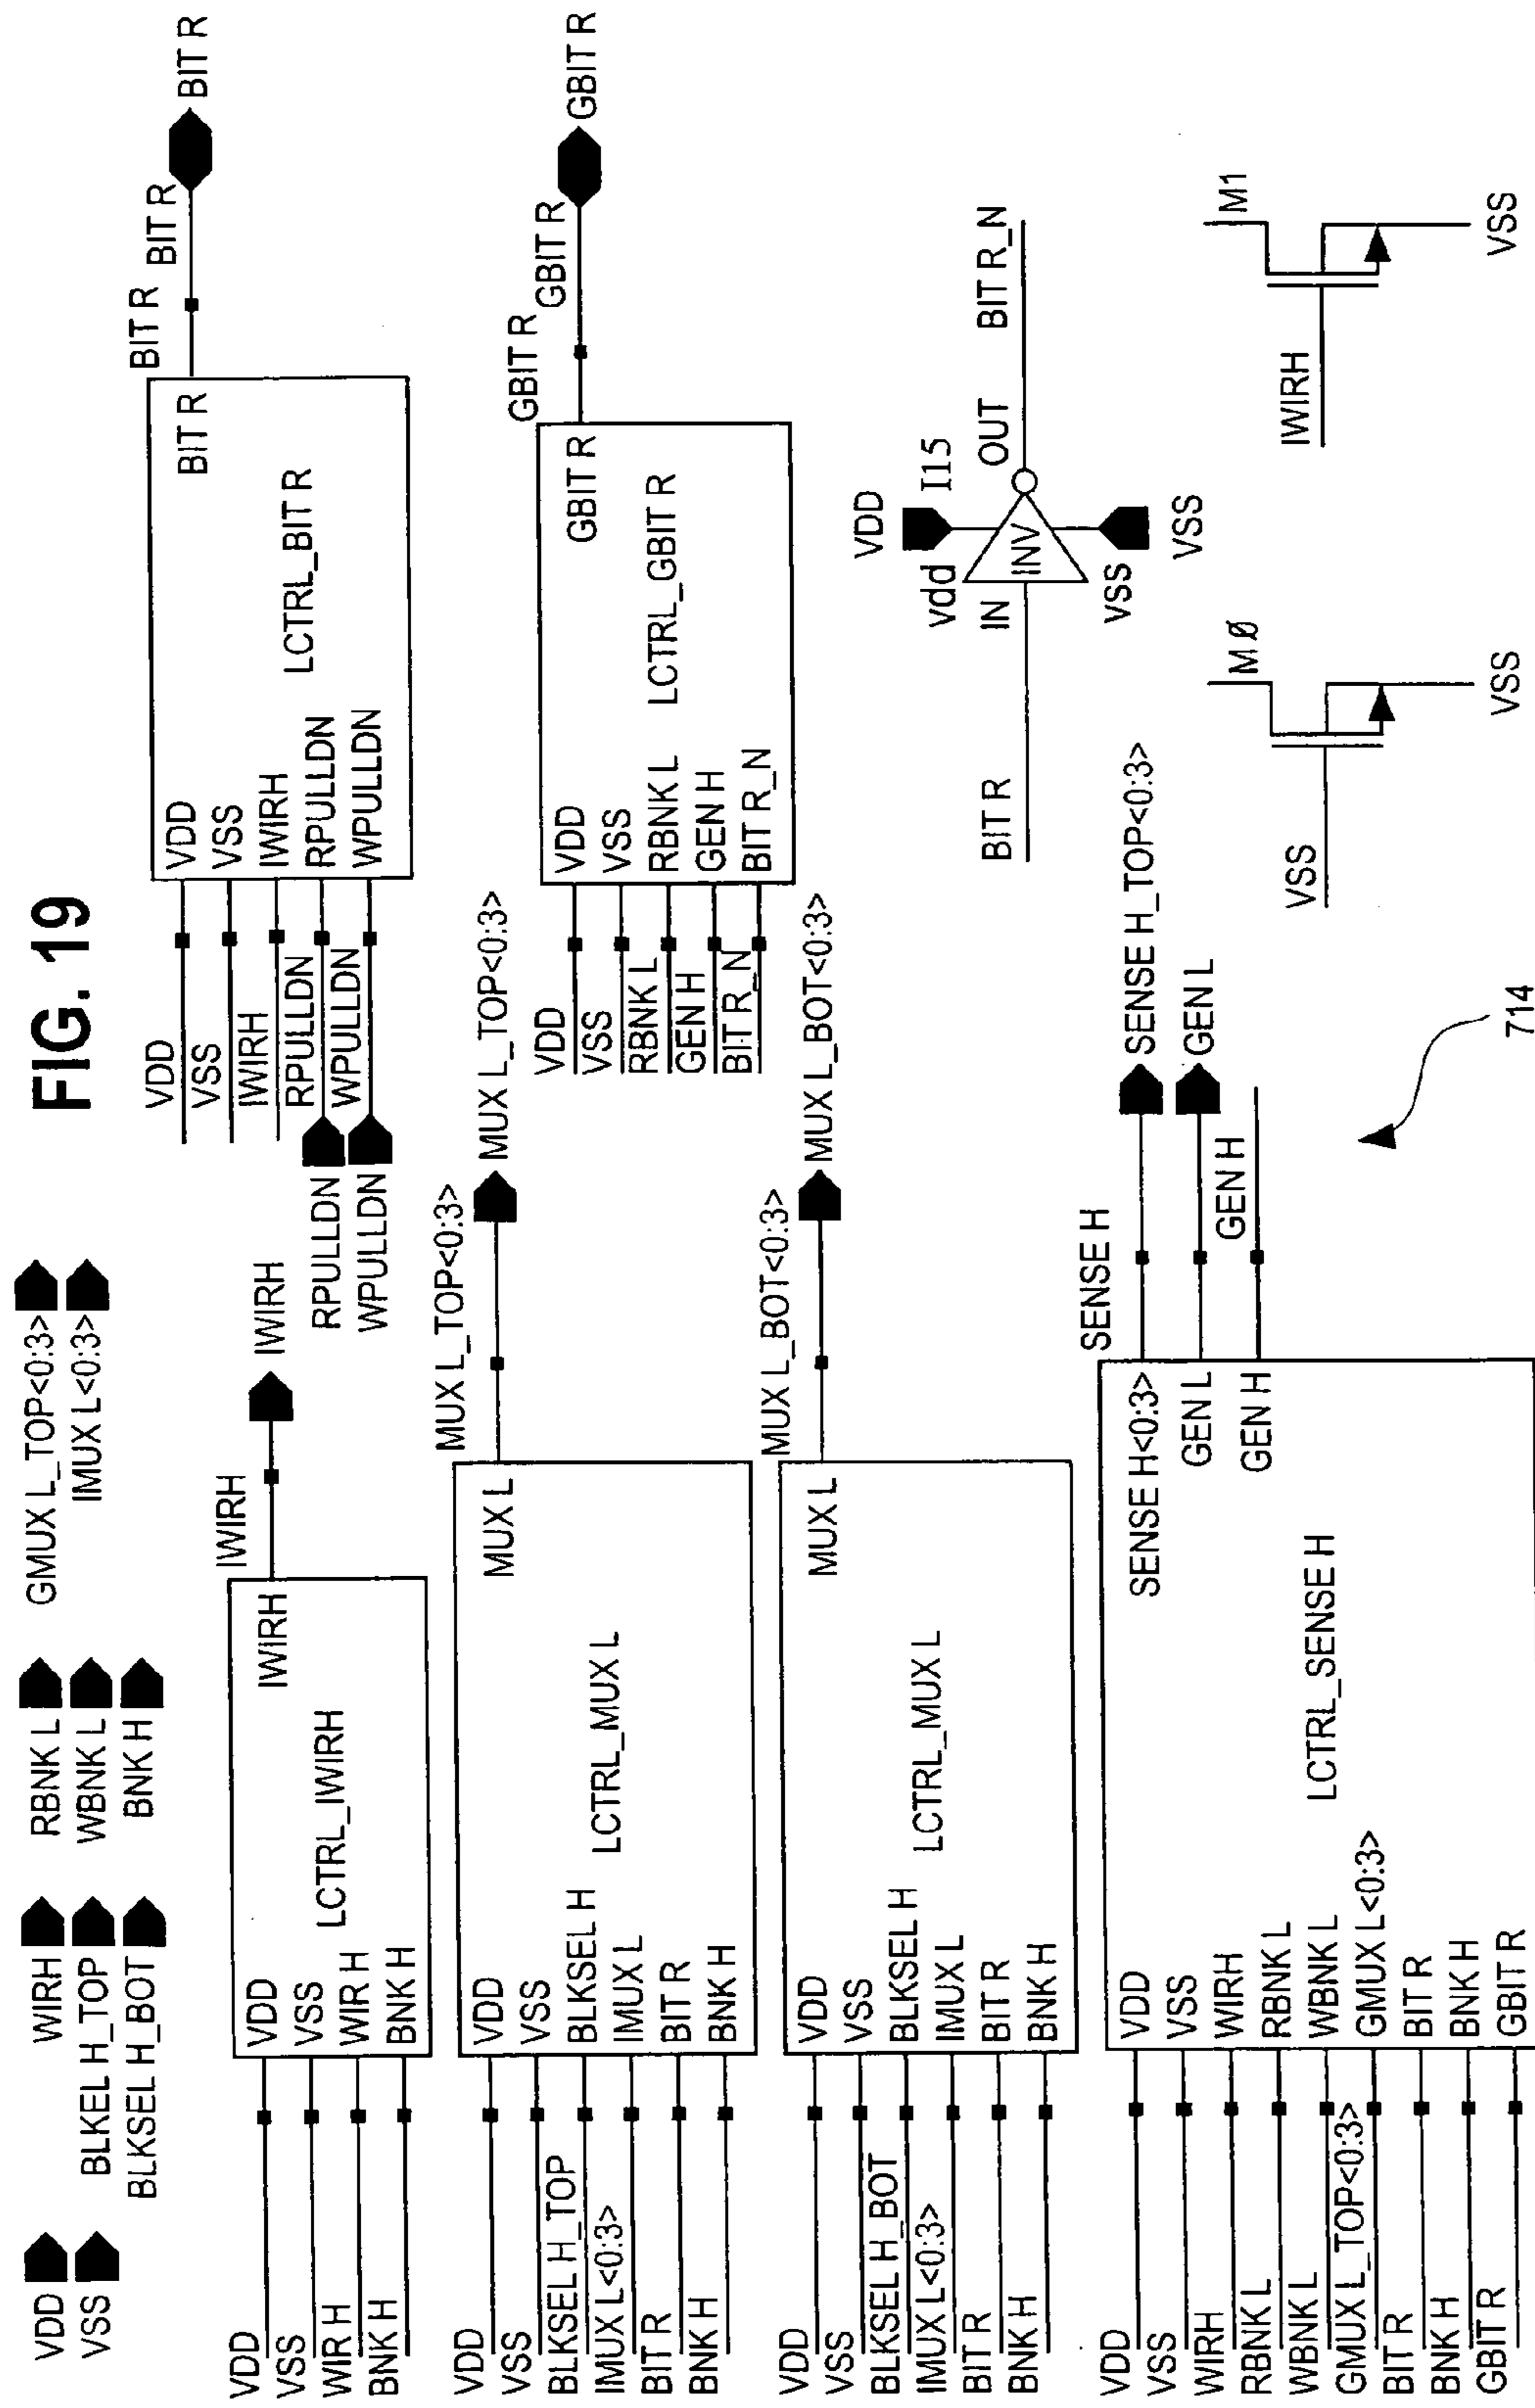 FIG. 19
VDD
VSS
WIRH
BLKEL H_TOP
BLKSEL H_BOT
RBNK L
WBNK L
BNK H
GMUX L_TOP<0:3>
IMUX L<0:3>
VDD
VSS
WIR H
BNK H
VDD
VSS
WIR H
BNK H
LCTRL_IWIRH
IWIRH
IWIRH
IWIRH
VDD
VSS
IWIRH
RPULLDN
WPULLDN
RPULLDN
WPULLDN
VDD
VSS
IWIRH
RPULLDN
WPULLDN
LCTRL_BIT R
BIT R
BIT R
BIT R
BIT R
VDD
VSS
BLKSEL H_TOP
IMUX L<0:3>
BIT R
BNK H
VDD
VSS
BLKSEL H
IMUX L
BIT R
BNK H
LCTRL_MUX L
MUX L
MUX L_TOP<0:3>
MUX L_TOP<0:3>
VDD
VSS
RBNK L
GEN H
BIT R_N
VDD
VSS
RBNK L
GEN H
BIT R_N
LCTRL_GBIT R
GBIT R
GBIT R
GBIT R
GBIT R
VDD
VSS
BLKSEL H_BOT
IMUX L<0:3>
BIT R
BNK H
VDD
VSS
BLKSEL H
IMUX L
BIT R
BNK H
LCTRL_MUX L
MUX L
MUX L_BOT<0:3>
MUX L_BOT<0:3>
BIT R
IN
VDD
vdd
I15
INV
vss
VSS
OUT
BIT R_N
VDD
VSS
WIRH
RBNK L
WBNK L
GMUX L_TOP<0:3>
BIT R
BNK H
GBIT R
VDD
VSS
WIRH
RBNK L
WBNK L
GMUX L<0:3>
BIT R
BNK H
GBIT R
LCTRL_SENSE H
SENSE H<0:3>
GEN L
GEN H
SENSE H
SENSE H_TOP<0:3>
GEN L
GEN H
714
VSS
M Ø
VSS
IWIRH
M1
VSS